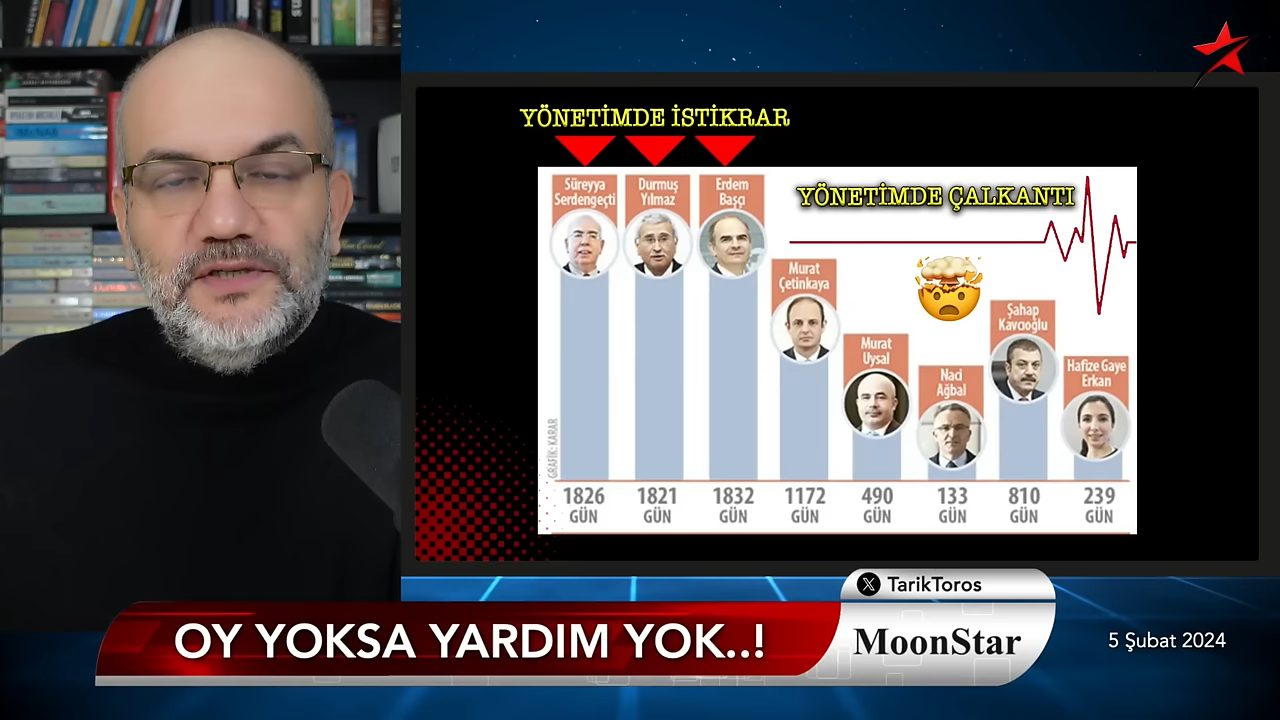 YÖNETİMDE İSTİKRAR
YÖNETİMDE ÇALKANTI
Süreyya
Serdengeçti
Durmuş
Yılmaz
Erdem
Başçı
Murat
Çetinkaya
Murat
Uysal
Naci
Ağbal
Şahap
Kavcıoğlu
Hafize Gaye
Erkan
GRAFİK: KARAR
1826
GÜN
1821
GÜN
1832
GÜN
1172
GÜN
490
GÜN
133
GÜN
810
GÜN
239
GÜN
X TarikToros
OY YOKSA YARDIM YOK..!
MoonStar
5 Şubat 2024